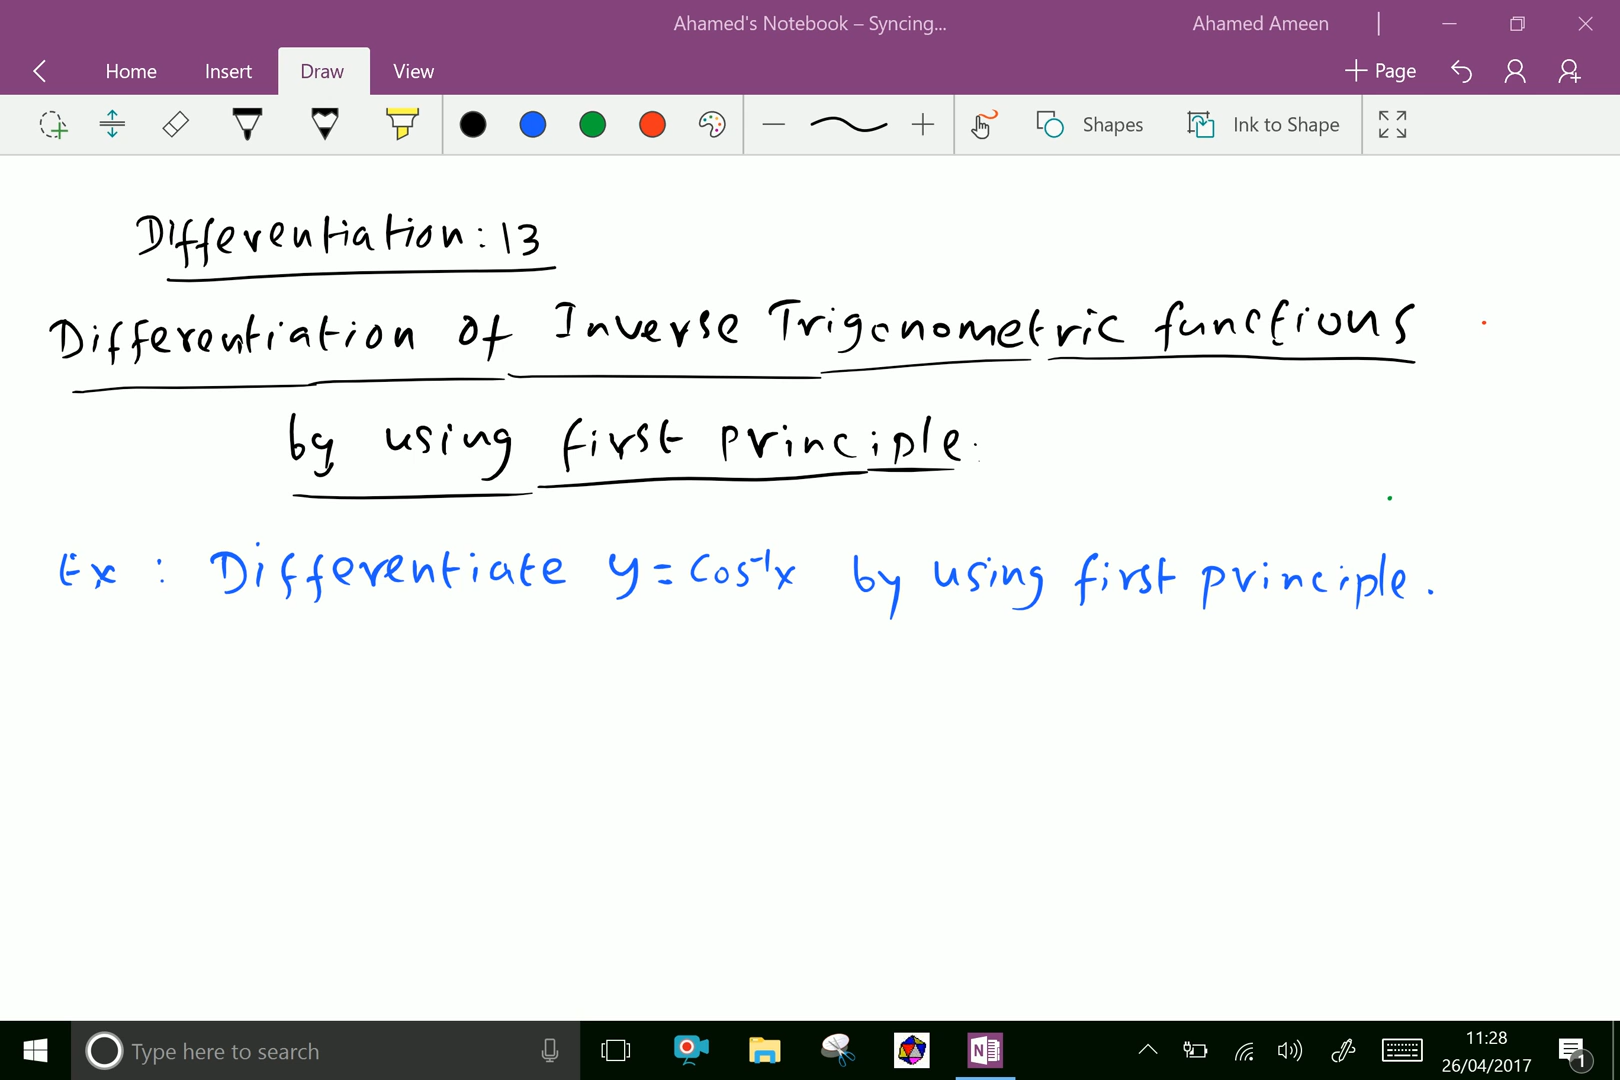 Ahamed's Notebook – Syncing...
Ahamed Ameen
Home Insert Draw View
Page
Shapes
Ink to Shape
Differentiation: 13
Differentiation of Inverse Trigonometric functions
by using first principle.
Ex : Differentiate y = Cos⁻¹x by using first principle.
Type here to search
N
11:28
26/04/2017
1